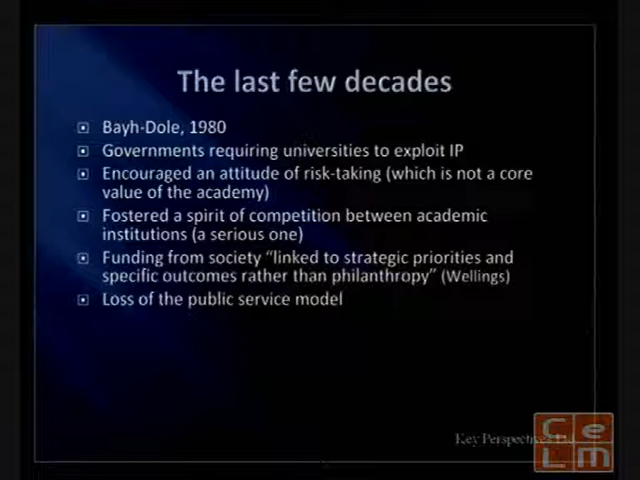 The last few decades
Bayh-Dole, 1980
Governments requiring universities to exploit IP
Encouraged an attitude of risk-taking (which is not a core
value of the academy)
Fostered a spirit of competition between academic
institutions (a serious one)
Funding from society “linked to strategic priorities and
specific outcomes rather than philanthropy” (Wellings)
Loss of the public service model
Key Perspectives Ltd
C e
L m